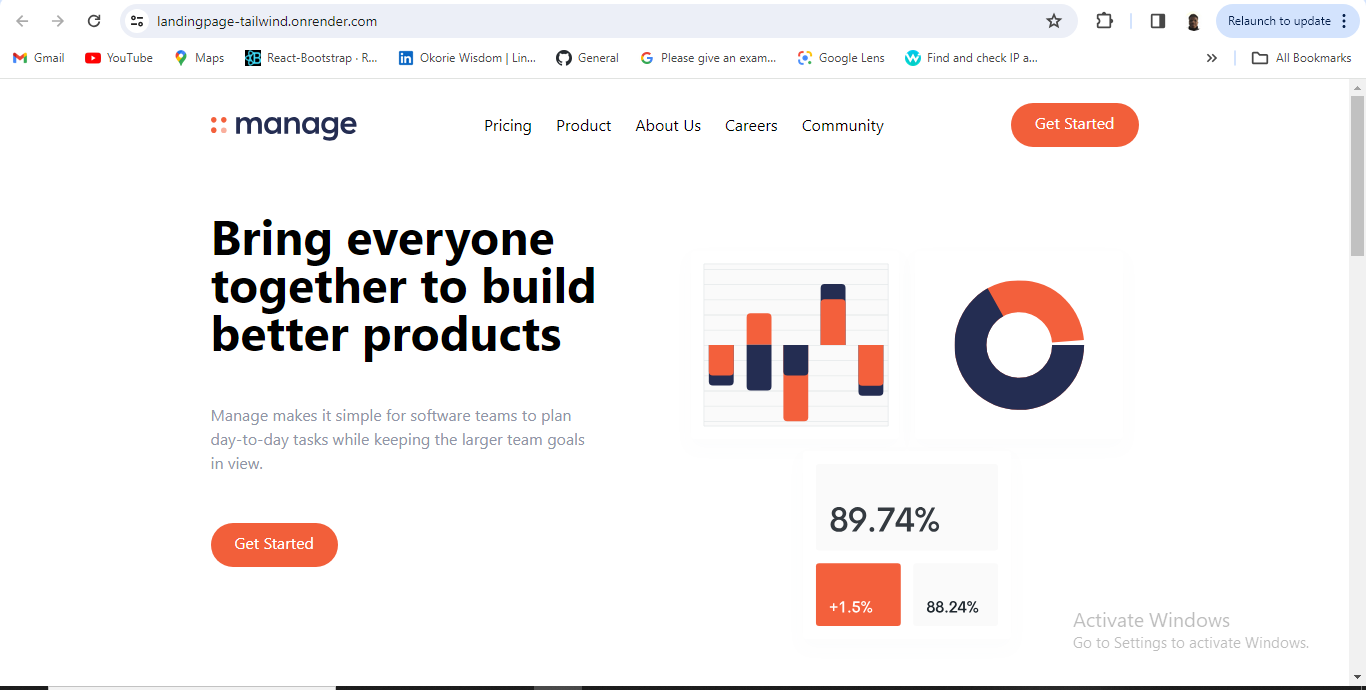 landingpage-tailwind.onrender.com
Relaunch to update
Gmail
YouTube
Maps
React-Bootstrap · R...
Okorie Wisdom | Lin...
General
Please give an exam...
Google Lens
Find and check IP a...
All Bookmarks
manage
Pricing
Product
About Us
Careers
Community
Get Started
Bring everyone
together to build
better products
Manage makes it simple for software teams to plan
day-to-day tasks while keeping the larger team goals
in view.
Get Started
89.74%
+1.5%
88.24%
Activate Windows
Go to Settings to activate Windows.